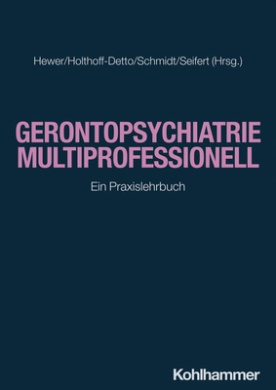 Hewer/Holthoff-Detto/Schmidt/Seifert (Hrsg.)
GERONTOPSYCHIATRIE
MULTIPROFESSIONELL
Ein Praxislehrbuch
Kohlhammer